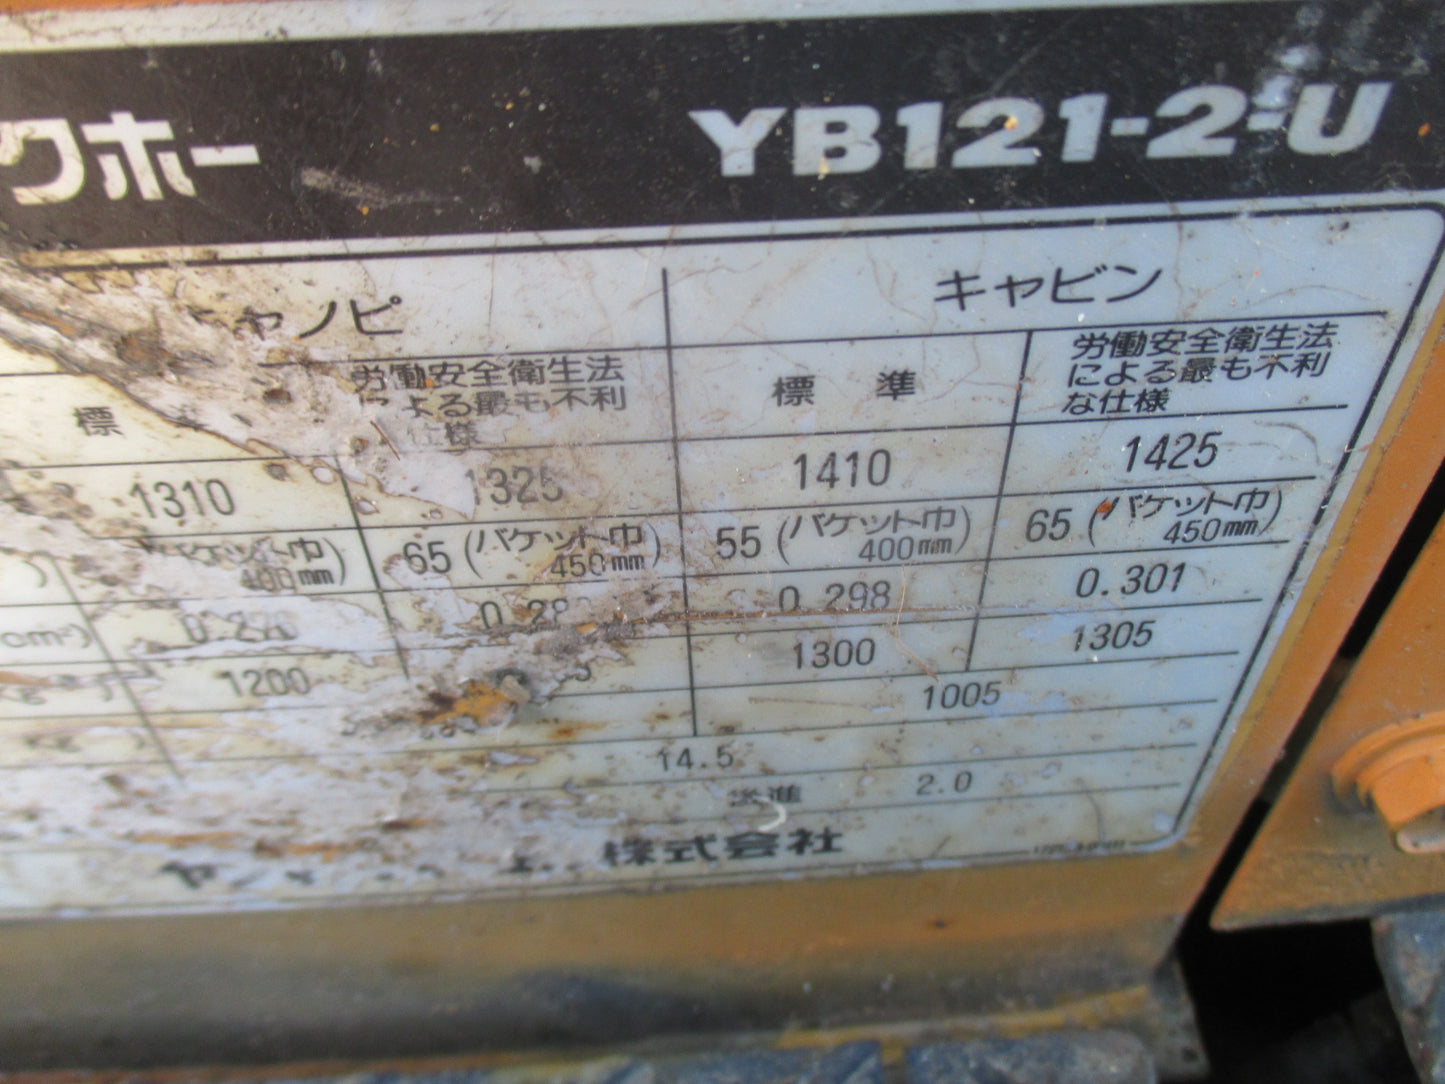 クホー YB121-2-U
ャノピ キャビン
標 労働安全衛生法 標準 労働安全衛生法
による最も不利 による最も不利
仕様 な仕様
1310 1325 1410 1425
バケット巾 65(バケット巾 55(バケット巾 65(バケット巾
400mm) 450mm) 400mm) 450mm)
0.298 0.301
1200 1300 1305
1005
14.5
2.0
株式会社